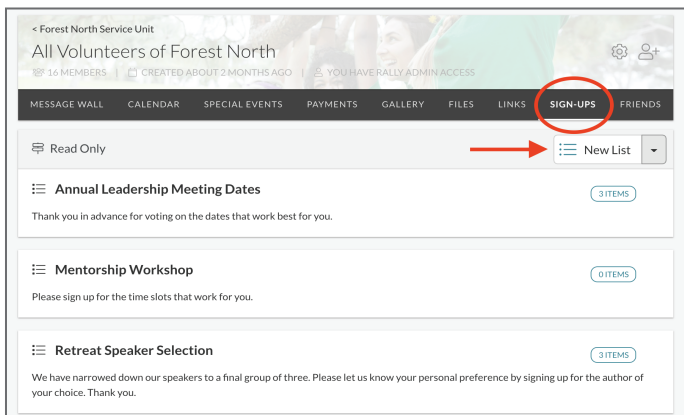 < Forest North Service Unit
All Volunteers of Forest North
16 MEMBERS | CREATED ABOUT 2 MONTHS AGO | YOU HAVE RALLY ADMIN ACCESS
MESSAGE WALL CALENDAR SPECIAL EVENTS PAYMENTS GALLERY FILES LINKS SIGN-UPS FRIENDS
Read Only New List
Annual Leadership Meeting Dates 3 ITEMS
Thank you in advance for voting on the dates that work best for you.
Mentorship Workshop 0 ITEMS
Please sign up for the time slots that work for you.
Retreat Speaker Selection 3 ITEMS
We have narrowed down our speakers to a final group of three. Please let us know your personal preference by signing up for the author of
your choice. Thank you.